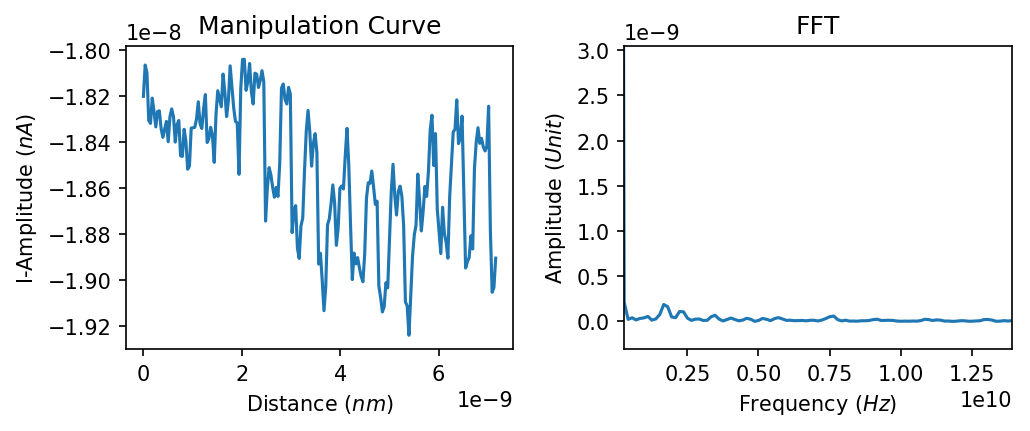 Manipulation Curve
1e−8
−1.80
−1.82
−1.84
−1.86
−1.88
−1.90
−1.92
I-Amplitude (nA)
0
2
4
6
1e−9
Distance (nm)
FFT
1e−9
3.0
2.5
2.0
1.5
1.0
0.5
0.0
Amplitude (Unit)
0.25
0.50
0.75
1.00
1.25
1e10
Frequency (Hz)